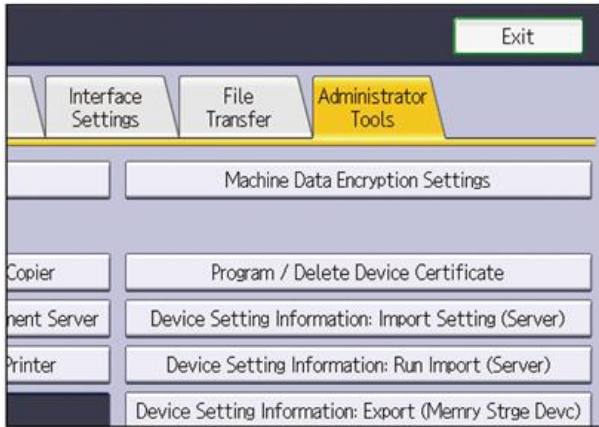 Exit
Interface
Settings
File
Transfer
Administrator
Tools
Machine Data Encryption Settings
Copier
Program / Delete Device Certificate
ment Server
Device Setting Information: Import Setting (Server)
Printer
Device Setting Information: Run Import (Server)
Device Setting Information: Export (Memry Strge Devc)